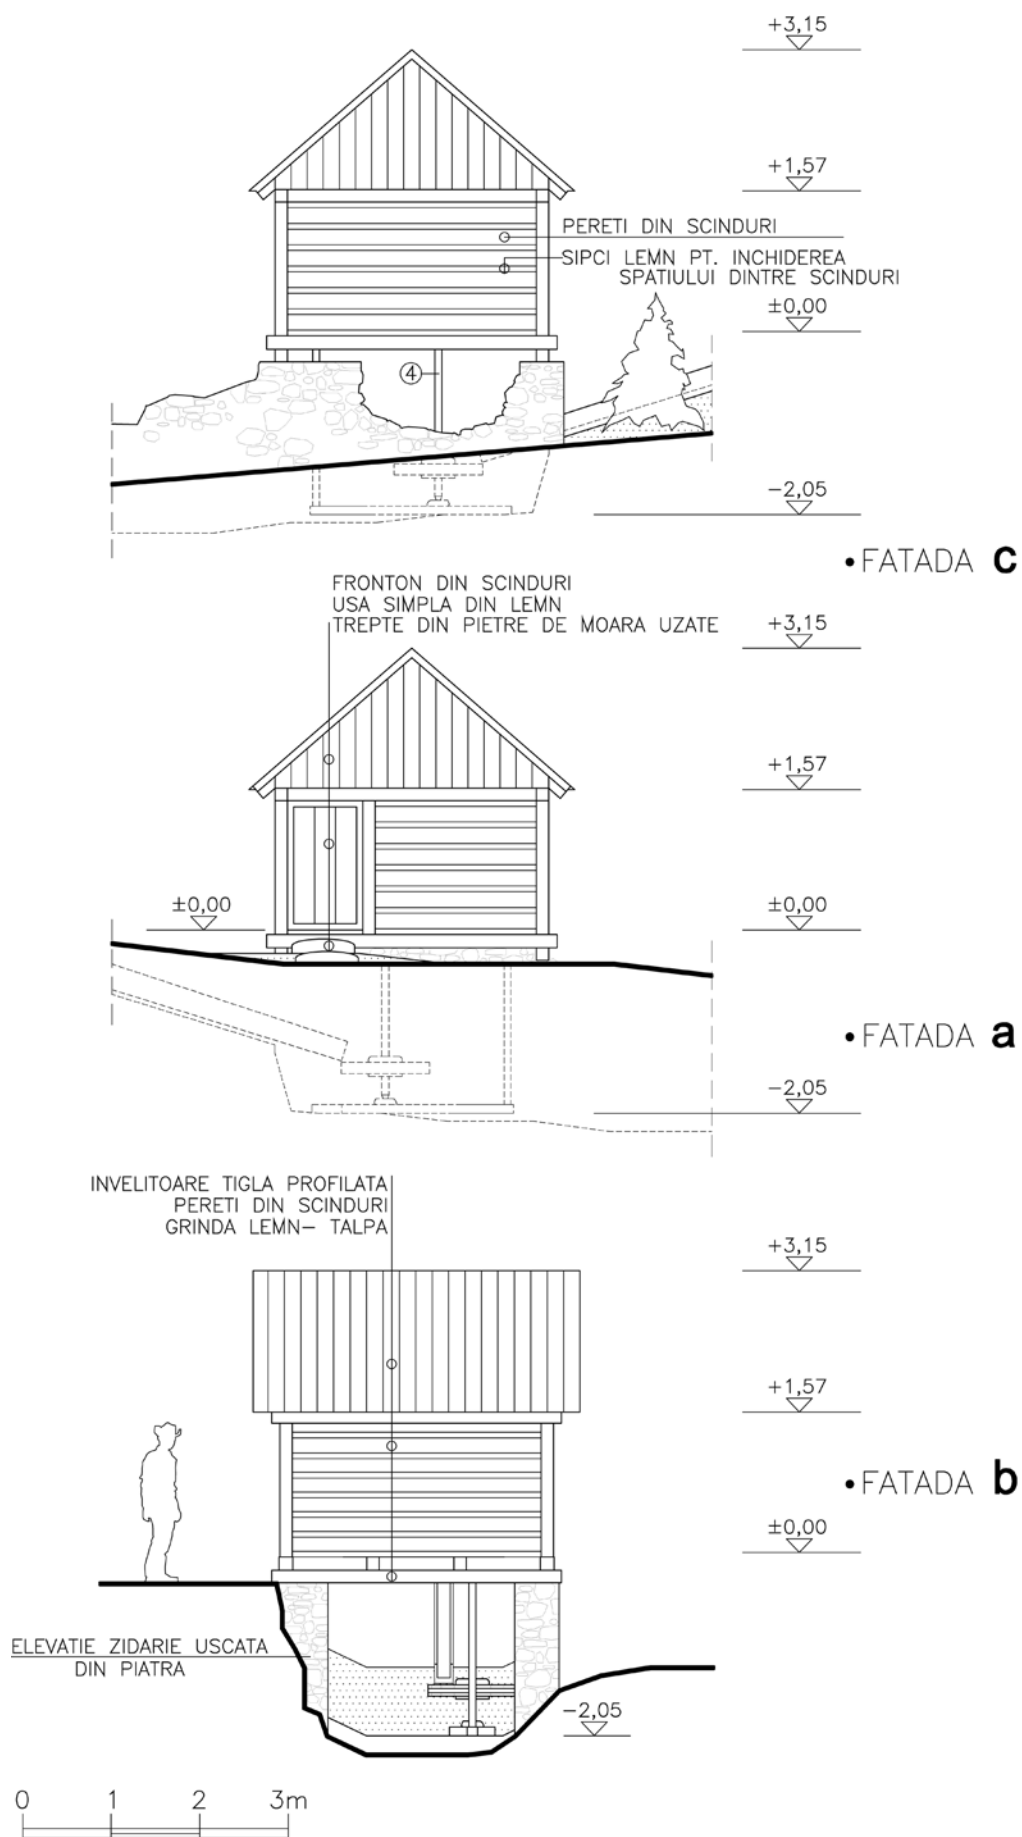 +3,15
+1,57
PERETI DIN SCINDURI
SIPCI LEMN PT. INCHIDEREA
SPATIULUI DINTRE SCINDURI
±0,00
4
-2,05
•FATADA c
FRONTON DIN SCINDURI
USA SIMPLA DIN LEMN
TREPTE DIN PIETRE DE MOARA UZATE
+3,15
+1,57
±0,00
±0,00
•FATADA a
-2,05
INVELITOARE TIGLA PROFILATA
PERETI DIN SCINDURI
GRINDA LEMN- TALPA
+3,15
+1,57
•FATADA b
±0,00
ELEVATIE ZIDARIE USCATA
DIN PIATRA
-2,05
0 1 2 3m